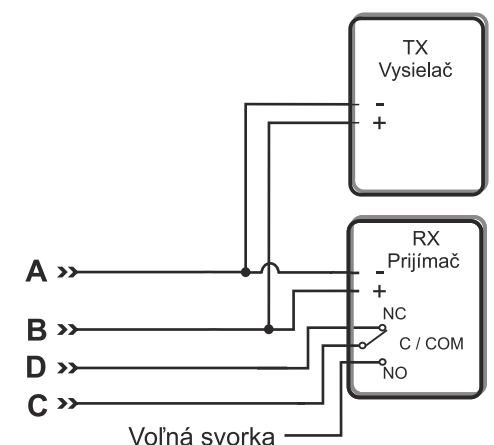 TX
Vysielač
-
+
RX
Prijímač
A
-
+
B
NC
D
C / COM
C
NO
Voľná svorka